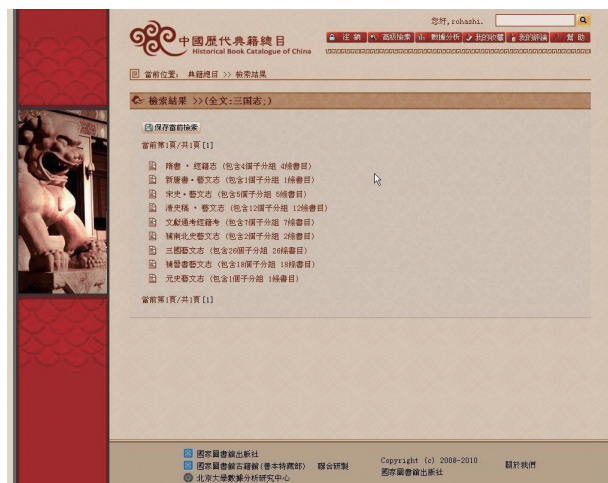 您好,rohashi.
中國歷代典籍總目
Historical Book Catalogue of China
注銷 高級檢索 數據分析 我的收藏 我的評論 幫助
當前位置: 典籍總目 >> 檢索結果
檢索結果 >>(全文:三国志;)
保存當前檢索
當前第1頁/共1頁[1]
隋書 · 經籍志 (包含4個子分組 4條書目)
新唐書·藝文志 (包含1個子分組 1條書目)
宋史·藝文志 (包含5個子分組 5條書目)
清史稿 · 藝文志 (包含12個子分組 12條書目)
文獻通考經籍考 (包含7個子分組 7條書目)
補南北史藝文志 (包含2個子分組 2條書目)
三國藝文志 (包含26個子分組 26條書目)
補晉書藝文志 (包含18個子分組 18條書目)
元史藝文志 (包含1個子分組 1條書目)
當前第1頁/共1頁[1]
國家圖書館出版社
國家圖書館古籍館(善本特藏部) 聯合研製
北京大學數據分析研究中心
Copyright (c) 2008-2010
國家圖書館出版社
關於我們